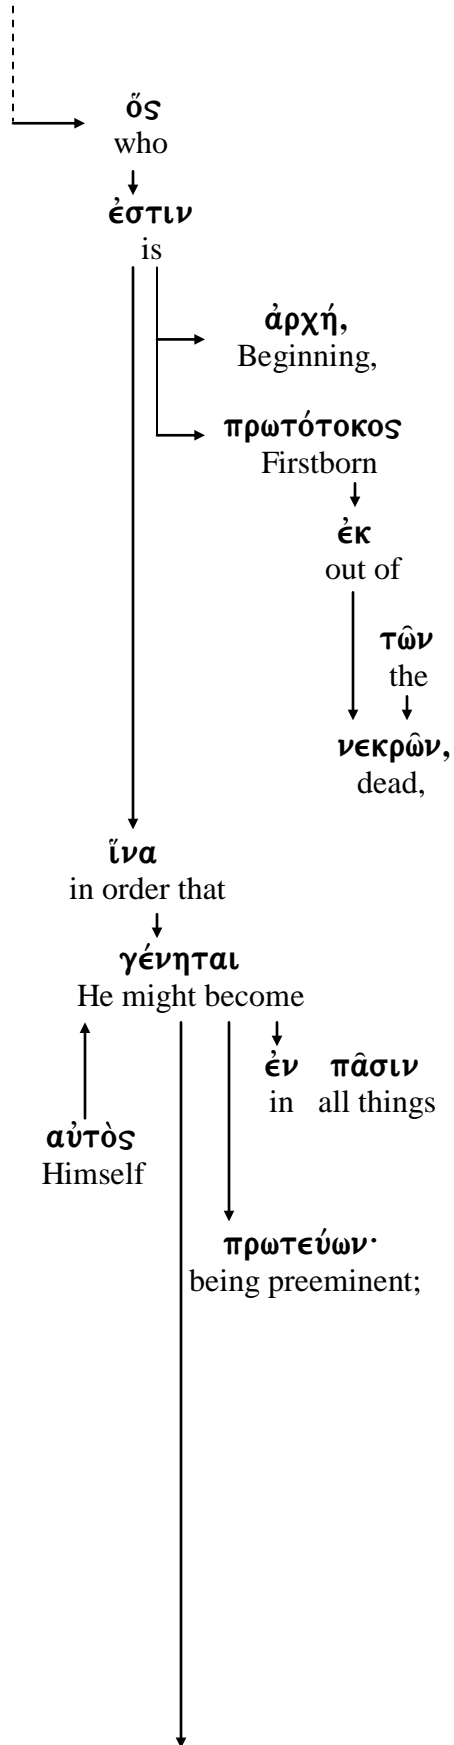 ὅς
who
ἐστιν
is
ἀρχή,
Beginning,
πρωτότοκος
Firstborn
ἐκ
out of
τῶν
the
νεκρῶν,
dead,
ἵνα
in order that
γένηται
He might become
ἐν πᾶσιν
in all things
αὐτὸς
Himself
πρωτεύων·
being preeminent;